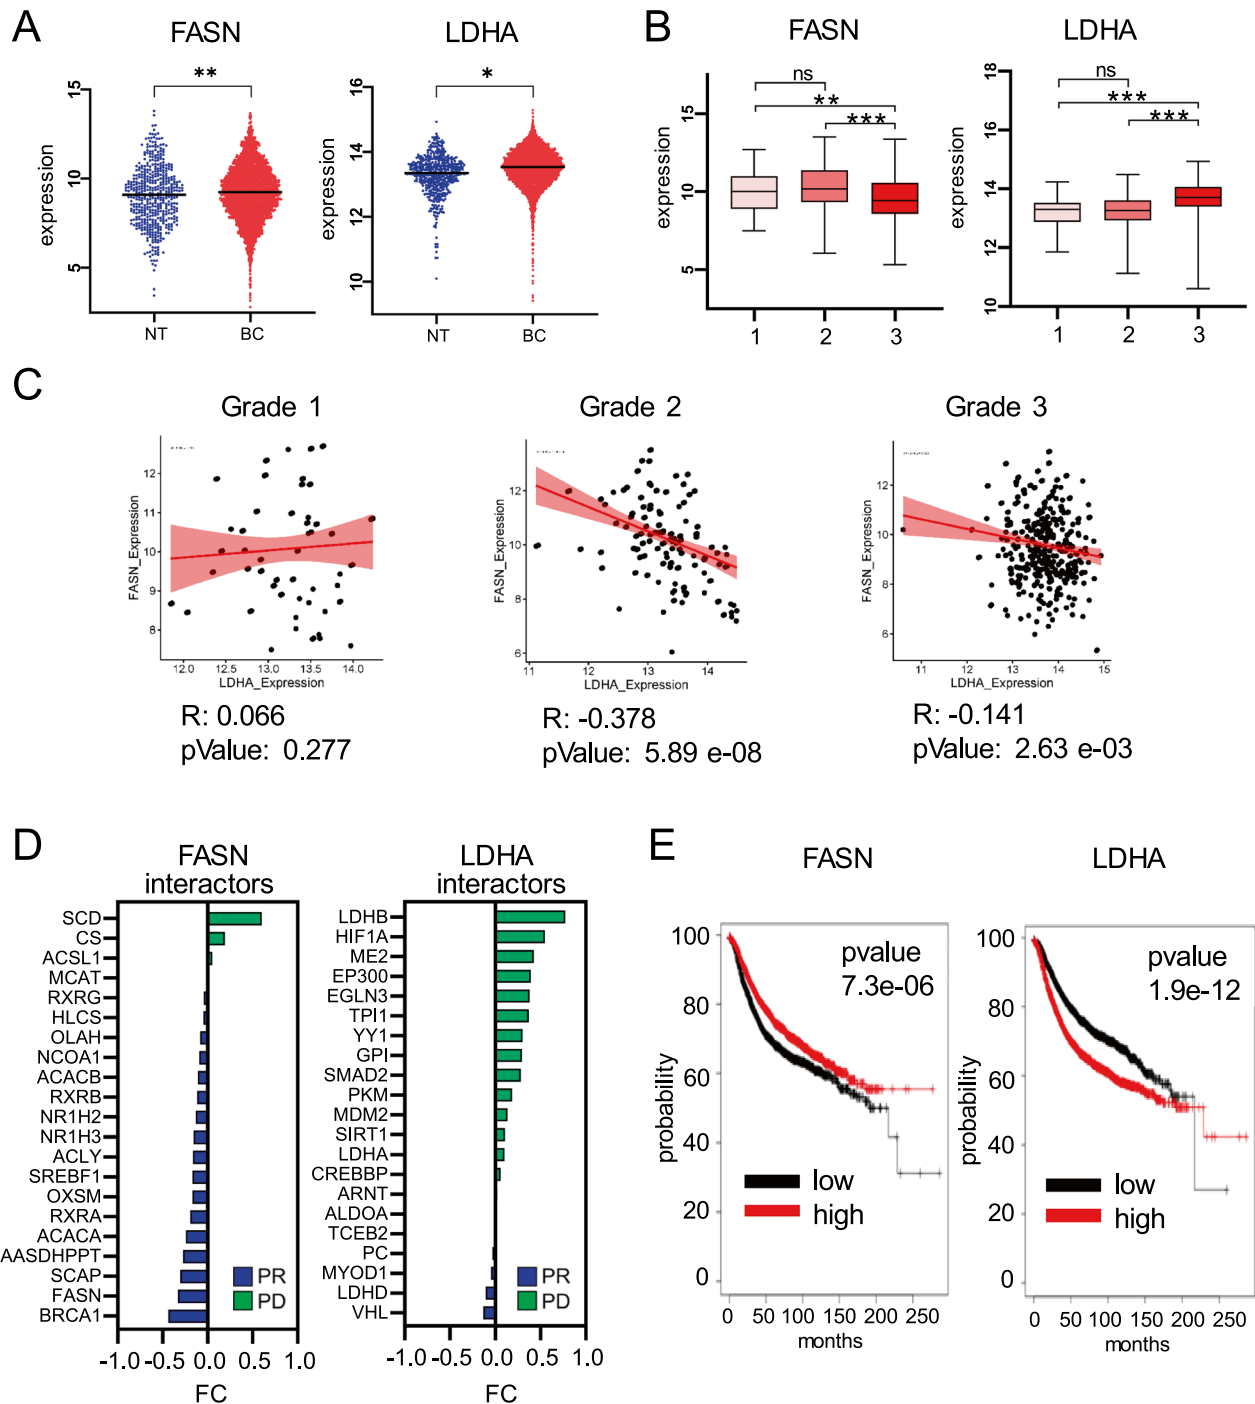 A
FASN
LDHA
**
*
expression
15
10
5
NT
BC
expression
16
14
12
10
NT
BC
B
FASN
LDHA
ns
**
***
expression
15
10
5
1
2
3
ns
***
***
expression
18
16
14
12
10
1
2
3
C
Grade 1
Grade 2
Grade 3
FASN_Expression
12
11
10
9
8
12.0
12.5
13.0
13.5
14.0
LDHA_Expression
R: 0.066
pValue: 0.277
FASN_Expression
12
10
8
6
11
12
13
14
LDHA_Expression
R: -0.378
pValue: 5.89 e-08
FASN_Expression
12
10
8
6
11
12
13
14
15
LDHA_Expression
R: -0.141
pValue: 2.63 e-03
D
FASN
interactors
SCD
CS
ACSL1
MCAT
RXRG
HLCS
OLAH
NCOA1
ACACB
RXRB
NR1H2
NR1H3
ACLY
SREBF1
OXSM
RXRA
ACACA
AASDHPPT
SCAP
FASN
BRCA1
PR
PD
-1.0
-0.5
0.0
0.5
1.0
FC
LDHA
interactors
LDHB
HIF1A
ME2
EP300
EGLN3
TPI1
YY1
GPI
SMAD2
PKM
MDM2
SIRT1
LDHA
CREBBP
ARNT
ALDOA
TCEB2
PC
MYOD1
LDHD
VHL
PR
PD
-1.0
-0.5
0.0
0.5
1.0
FC
E
FASN
LDHA
pvalue
7.3e-06
probability
100
80
60
40
20
0
low
high
0
50
100
150
200
250
months
pvalue
1.9e-12
probability
100
80
60
40
20
0
low
high
0
50
100
150
200
250
months